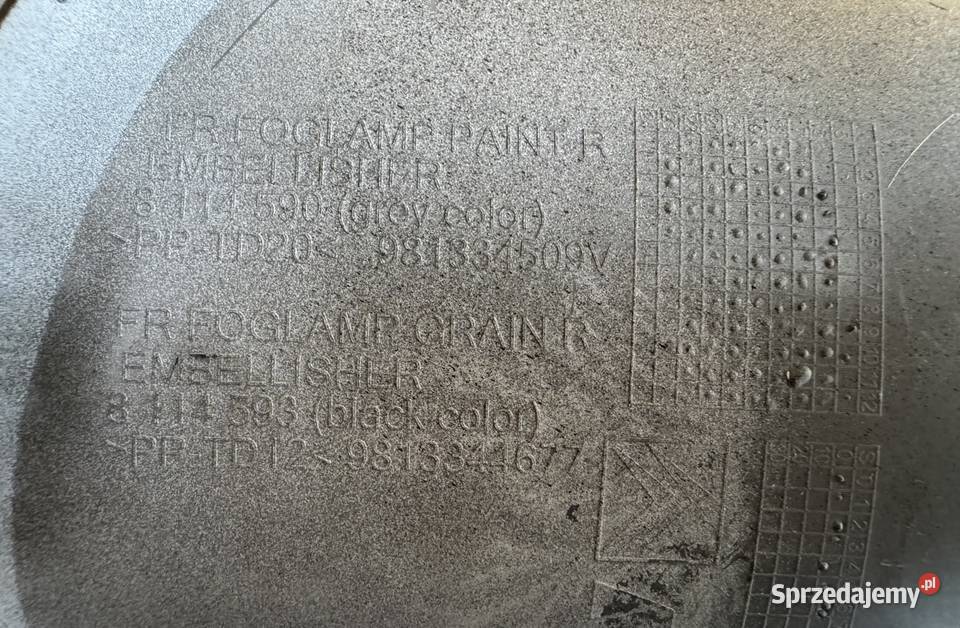 FR FOGLAMP PAINT R
EMBELLISHER
8 114 590 (grey color)
>PP-TD20< 981334509V
FR FOGLAMP GRAIN R
EMBELLISHER
8 114 593 (black color)
>PP-TD12< 9813344677
Sprzedajemy.pl